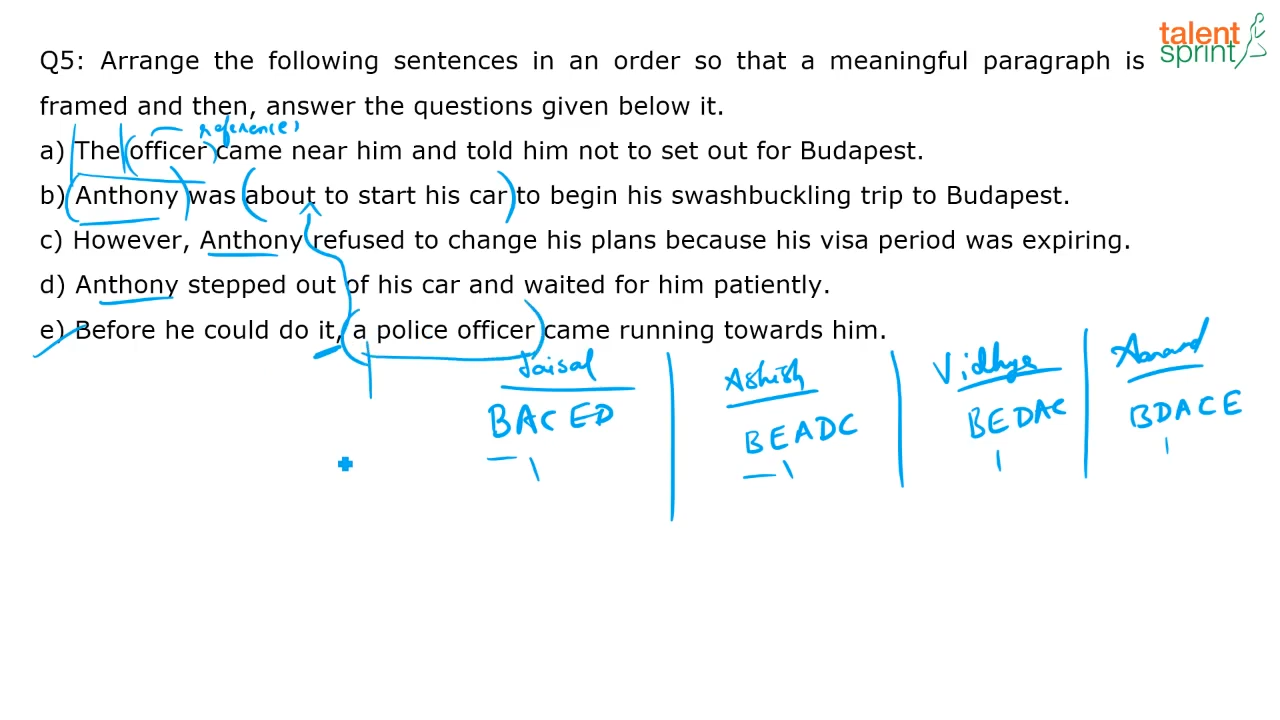 talent
sprint
Q5: Arrange the following sentences in an order so that a meaningful paragraph is
framed and then, answer the questions given below it.
reference,
a) The officer came near him and told him not to set out for Budapest.
b) Anthony was about to start his car to begin his swashbuckling trip to Budapest.
c) However, Anthony refused to change his plans because his visa period was expiring.
d) Anthony stepped out of his car and waited for him patiently.
e) Before he could do it, a police officer came running towards him.
Jaisal Ashish Vidhya Anand
BACED BEADC BEDAC BDACE